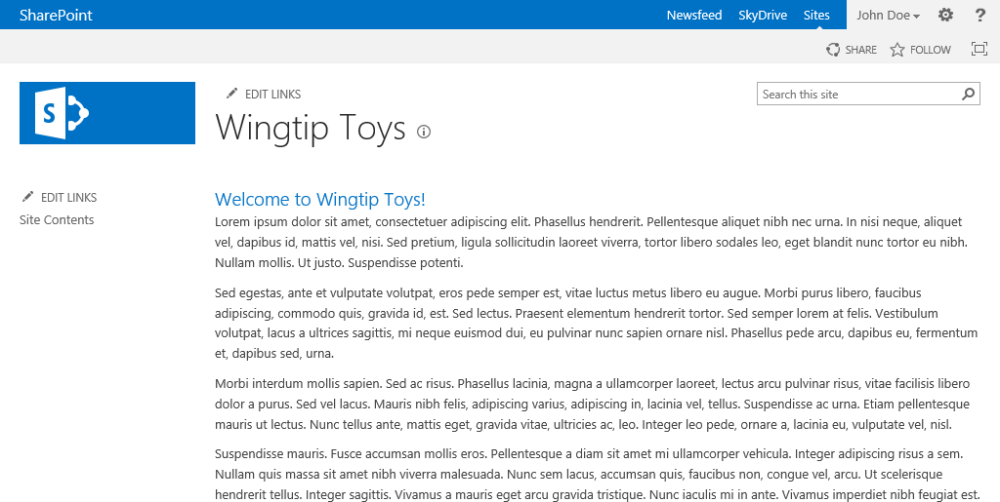 SharePoint
Newsfeed SkyDrive Sites John Doe ?
SHARE FOLLOW
S
EDIT LINKS
Search this site
Wingtip Toys
EDIT LINKS
Site Contents
Welcome to Wingtip Toys!
Lorem ipsum dolor sit amet, consectetuer adipiscing elit. Phasellus hendrerit. Pellentesque aliquet nibh nec urna. In nisi neque, aliquet
vel, dapibus id, mattis vel, nisi. Sed pretium, ligula sollicitudin laoreet viverra, tortor libero sodales leo, eget blandit nunc tortor eu nibh.
Nullam mollis. Ut justo. Suspendisse potenti.
Sed egestas, ante et vulputate volutpat, eros pede semper est, vitae luctus metus libero eu augue. Morbi purus libero, faucibus
adipiscing, commodo quis, gravida id, est. Sed lectus. Praesent elementum hendrerit tortor. Sed semper lorem at felis. Vestibulum
volutpat, lacus a ultrices sagittis, mi neque euismod dui, eu pulvinar nunc sapien ornare nisl. Phasellus pede arcu, dapibus eu, fermentum
et, dapibus sed, urna.
Morbi interdum mollis sapien. Sed ac risus. Phasellus lacinia, magna a ullamcorper laoreet, lectus arcu pulvinar risus, vitae facilisis libero
dolor a purus. Sed vel lacus. Mauris nibh felis, adipiscing varius, adipiscing in, lacinia vel, tellus. Suspendisse ac urna. Etiam pellentesque
mauris ut lectus. Nunc tellus ante, mattis eget, gravida vitae, ultricies ac, leo. Integer leo pede, ornare a, lacinia eu, vulputate vel, nisl.
Suspendisse mauris. Fusce accumsan mollis eros. Pellentesque a diam sit amet mi ullamcorper vehicula. Integer adipiscing risus a sem.
Nullam quis massa sit amet nibh viverra malesuada. Nunc sem lacus, accumsan quis, faucibus non, congue vel, arcu. Ut scelerisque
hendrerit tellus. Integer sagittis. Vivamus a mauris eget arcu gravida tristique. Nunc iaculis mi in ante. Vivamus imperdiet nibh feugiat est.